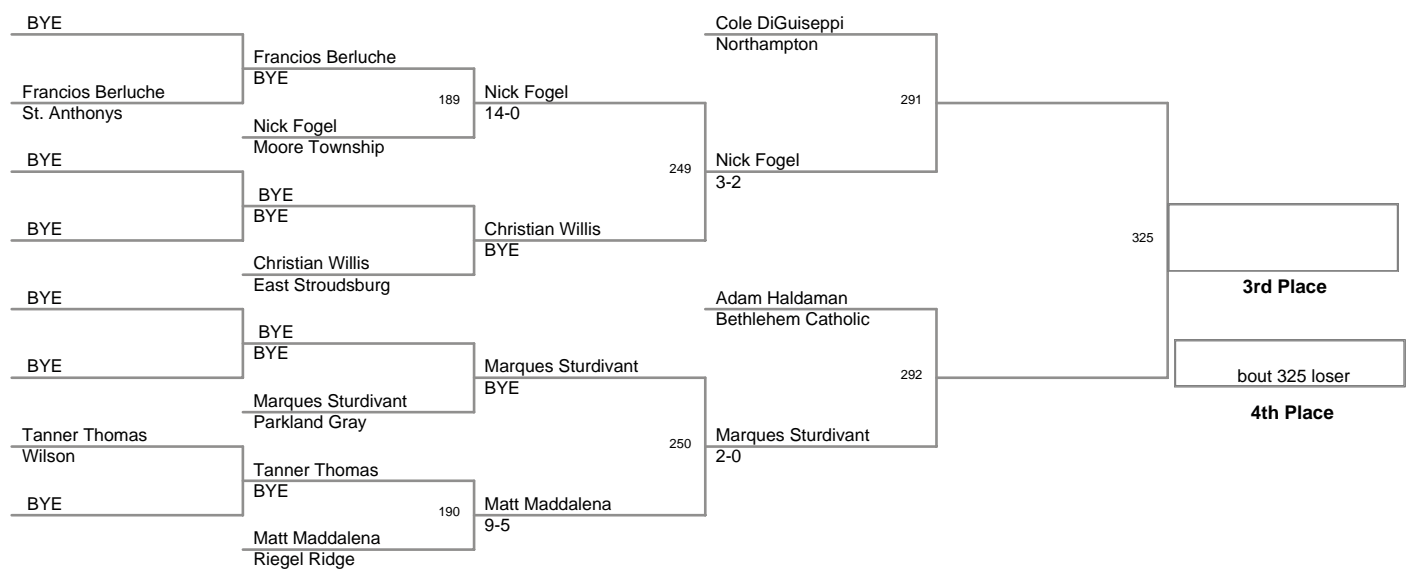 BYE
Francios Berluche
St. Anthonys
BYE
BYE
BYE
BYE
Tanner Thomas
Wilson
BYE
Francios Berluche
BYE
189
Nick Fogel
Moore Township
BYE
BYE
Christian Willis
East Stroudsburg
BYE
BYE
Marques Sturdivant
Parkland Gray
Tanner Thomas
BYE
190
Matt Maddalena
Riegel Ridge
Nick Fogel
14-0
249
Christian Willis
BYE
Marques Sturdivant
BYE
250
Matt Maddalena
9-5
Cole DiGuiseppi
Northampton
291
Nick Fogel
3-2
Adam Haldaman
Bethlehem Catholic
292
Marques Sturdivant
2-0
325
3rd Place
bout 325 loser
4th Place